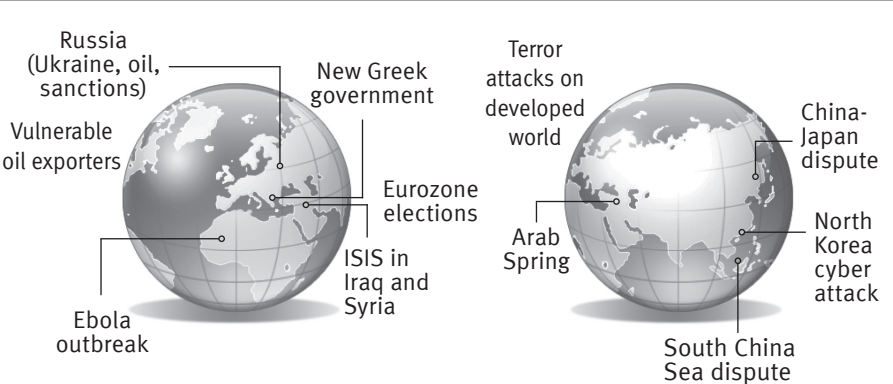 Russia
(Ukraine, oil,
sanctions)
New Greek
government
Vulnerable
oil exporters
Eurozone
elections
ISIS in
Iraq and
Syria
Ebola
outbreak
Terror
attacks on
developed
world
China-
Japan
dispute
Arab
Spring
North
Korea
cyber
attack
South China
Sea dispute